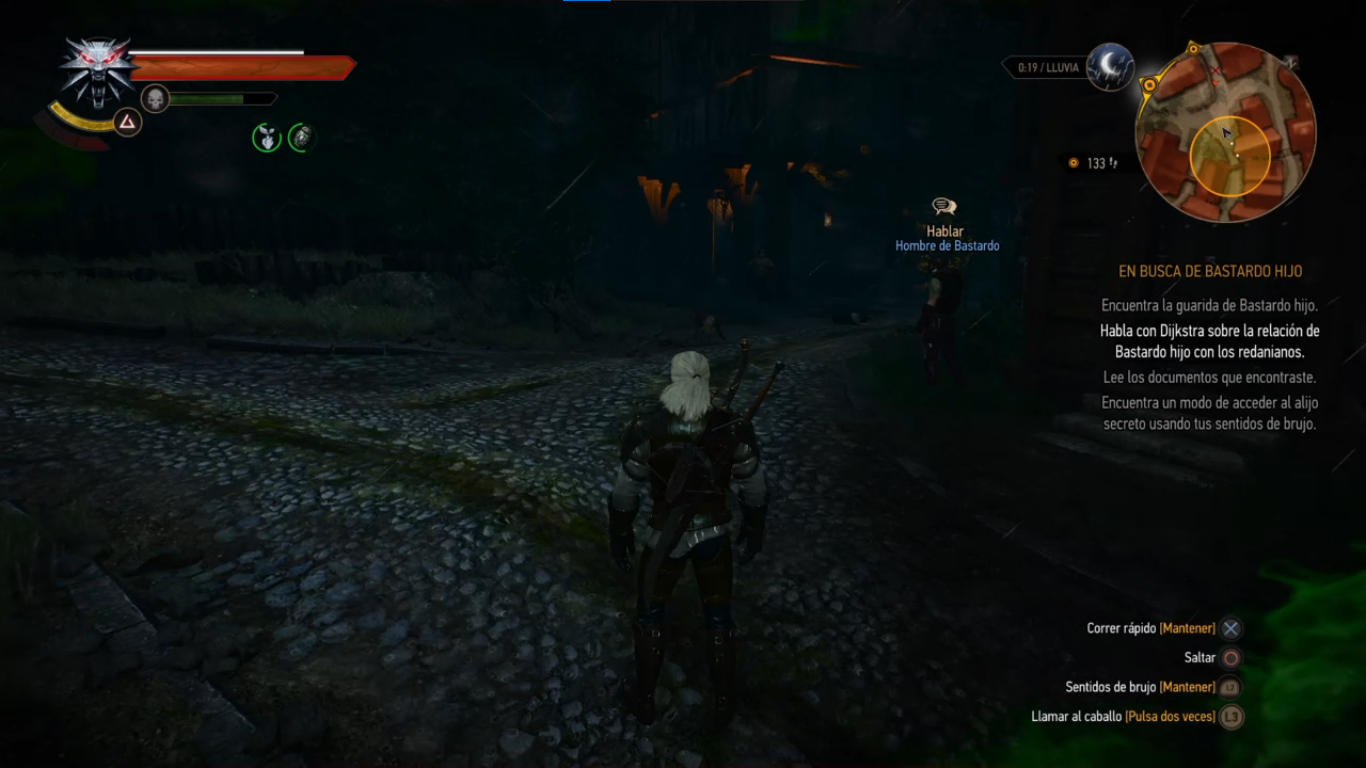 0:19 / LLUVIA
133
Hablar
Hombre de Bastardo
EN BUSCA DE BASTARDO HIJO
Encuentra la guarida de Bastardo hijo.
Habla con Dijkstra sobre la relación de
Bastardo hijo con los redanianos.
Lee los documentos que encontraste.
Encuentra un modo de acceder al alijo
secreto usando tus sentidos de brujo.
Correr rápido [Mantener]
Saltar
Sentidos de brujo [Mantener] L2
Llamar al caballo [Pulsa dos veces] L3